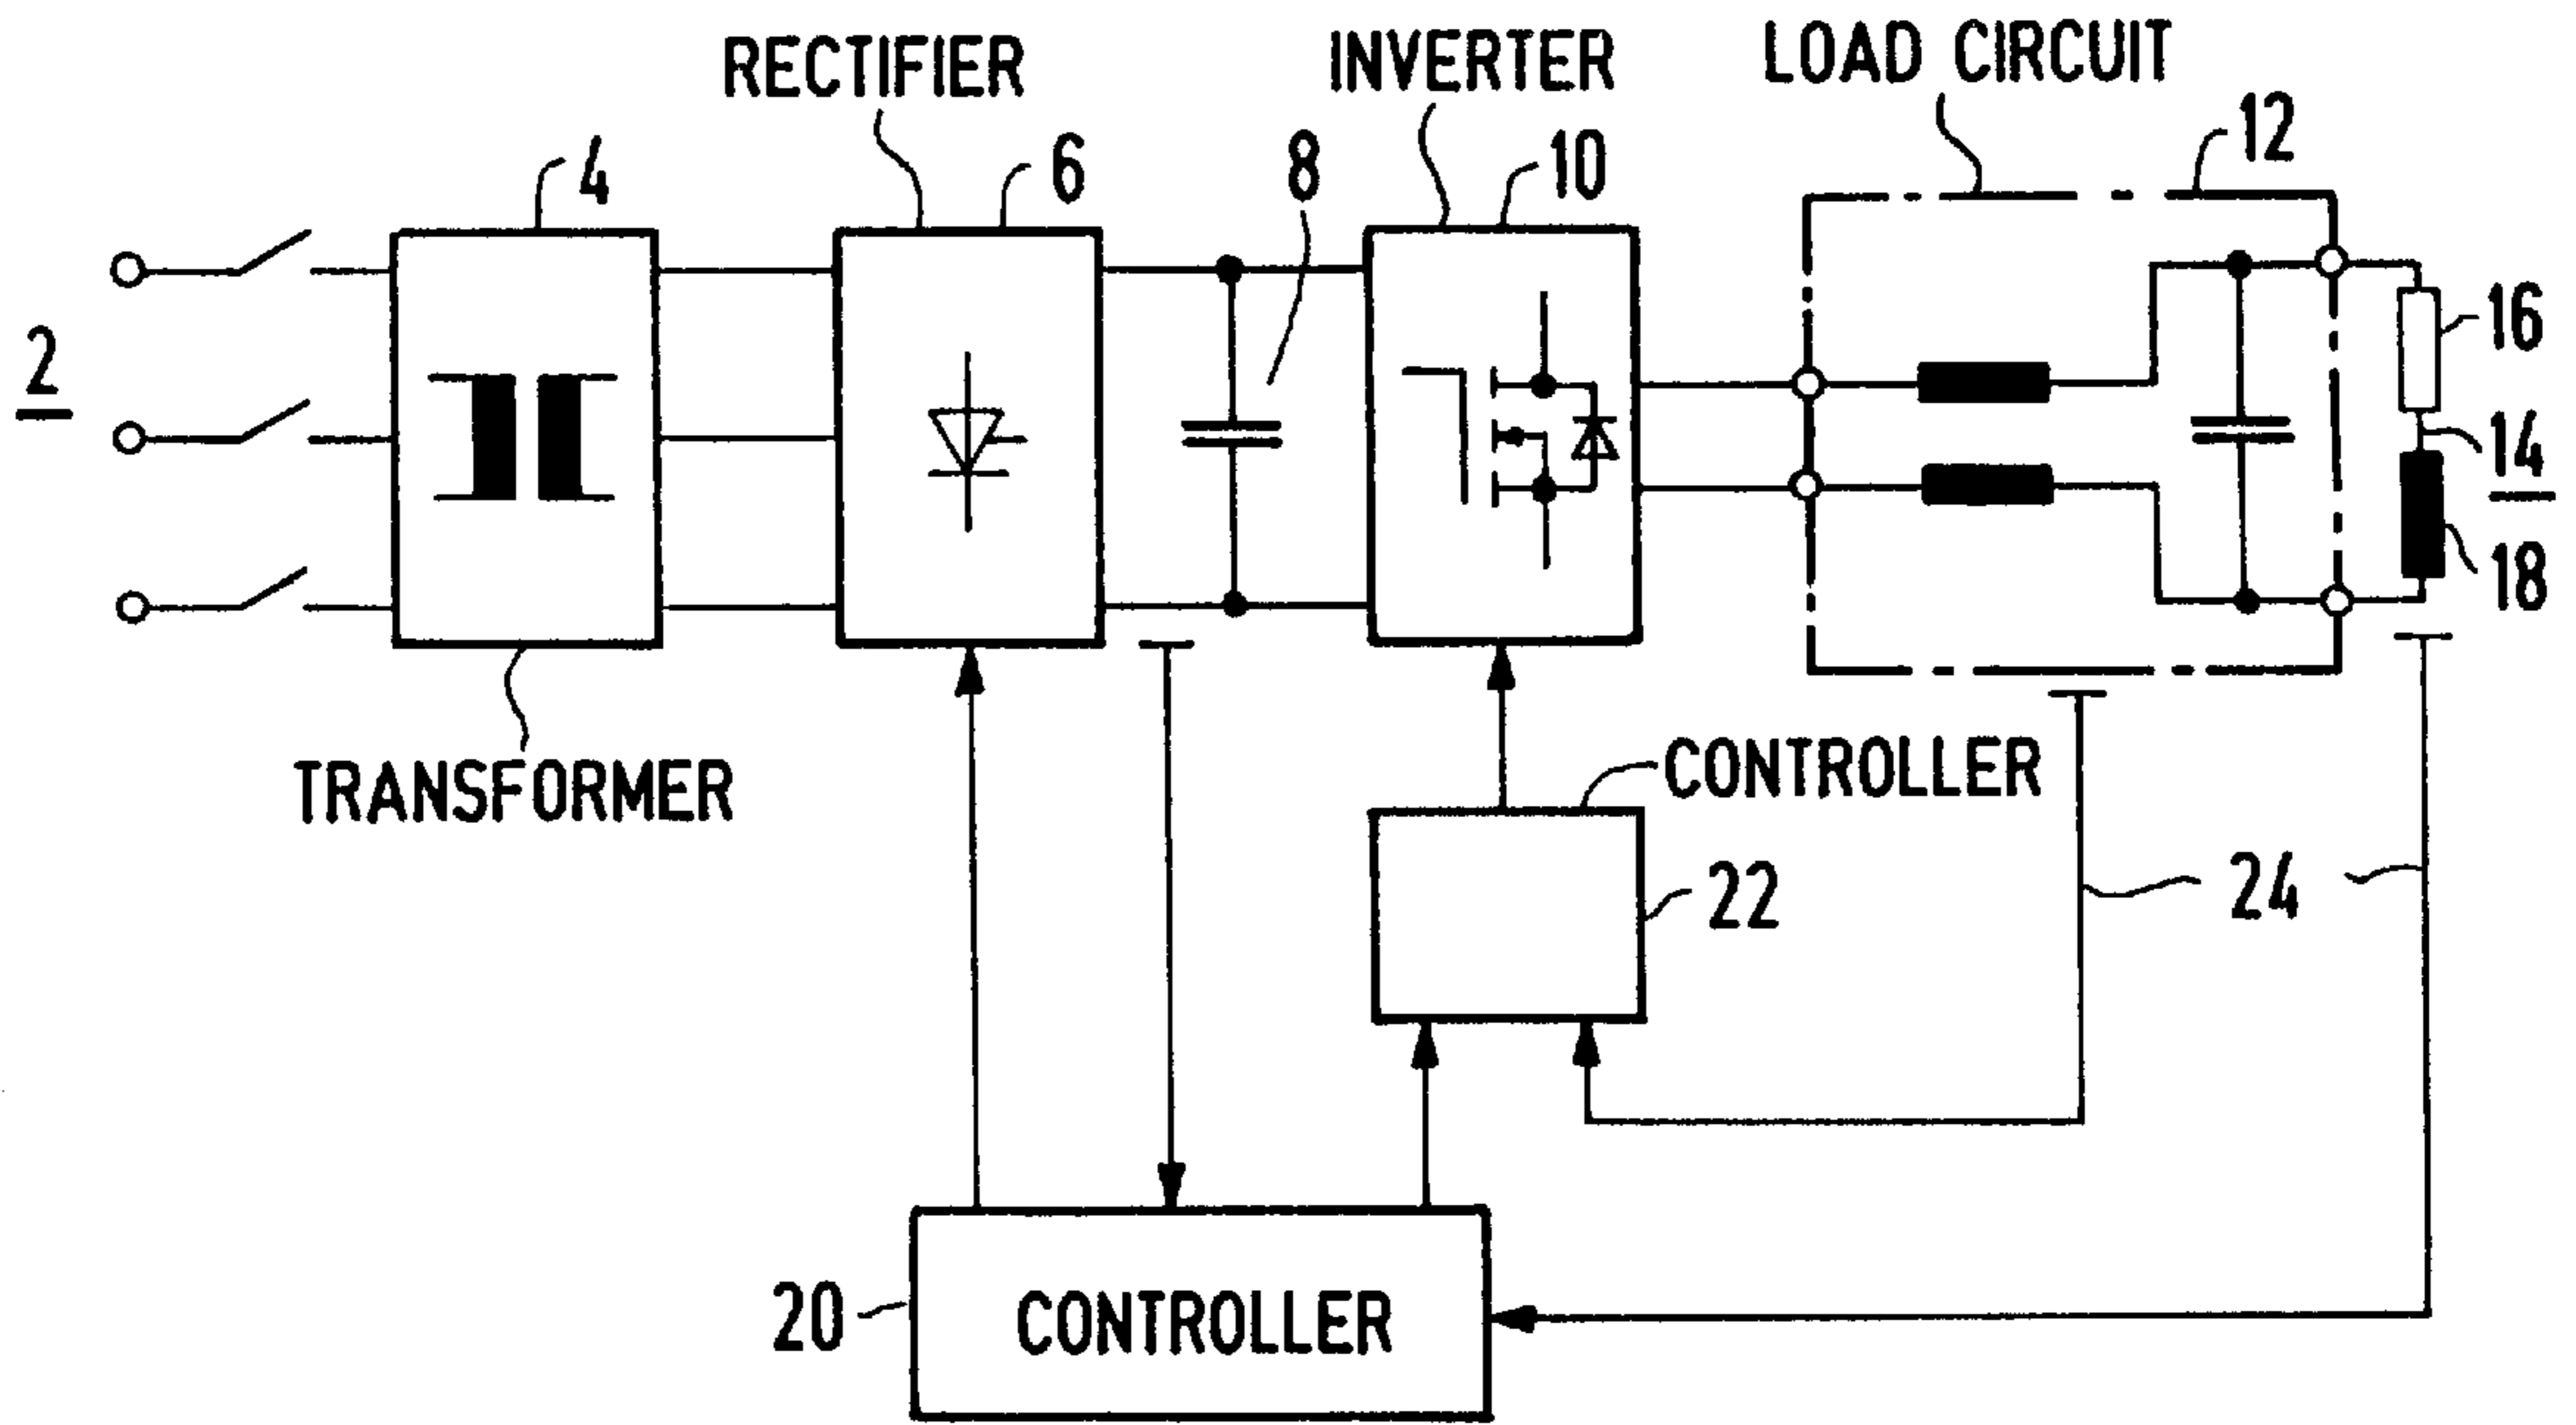 RECTIFIER
INVERTER
LOAD CIRCUIT
4
6
8
10
12
2
16
14
18
TRANSFORMER
CONTROLLER
22
24
20
CONTROLLER